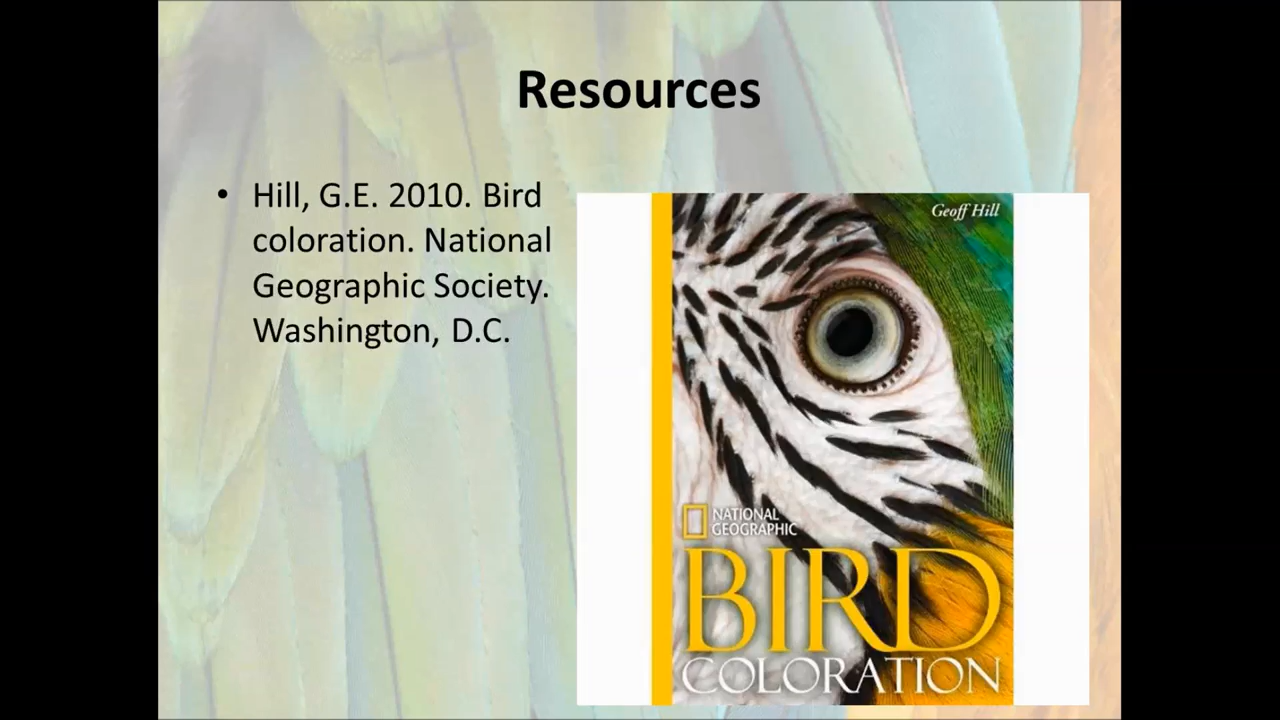 Resources
• Hill, G.E. 2010. Bird
coloration. National
Geographic Society.
Washington, D.C.
Geoff Hill
NATIONAL
GEOGRAPHIC
BIRD
COLORATION